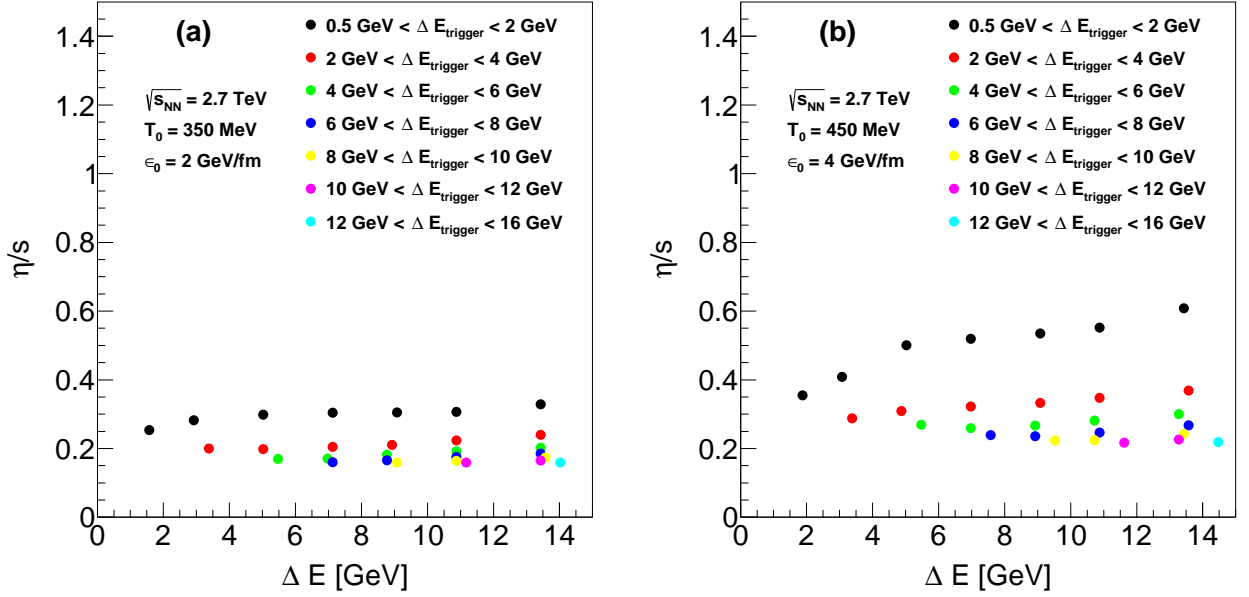 (a)
0.5 GeV < Δ E_trigger < 2 GeV
2 GeV < Δ E_trigger < 4 GeV
4 GeV < Δ E_trigger < 6 GeV
6 GeV < Δ E_trigger < 8 GeV
8 GeV < Δ E_trigger < 10 GeV
10 GeV < Δ E_trigger < 12 GeV
12 GeV < Δ E_trigger < 16 GeV
√s_NN = 2.7 TeV
T_0 = 350 MeV
ϵ_0 = 2 GeV/fm
η/s
1.4
1.2
1
0.8
0.6
0.4
0.2
0
0 2 4 6 8 10 12 14
Δ E [GeV]
(b)
0.5 GeV < Δ E_trigger < 2 GeV
2 GeV < Δ E_trigger < 4 GeV
4 GeV < Δ E_trigger < 6 GeV
6 GeV < Δ E_trigger < 8 GeV
8 GeV < Δ E_trigger < 10 GeV
10 GeV < Δ E_trigger < 12 GeV
12 GeV < Δ E_trigger < 16 GeV
√s_NN = 2.7 TeV
T_0 = 450 MeV
ϵ_0 = 4 GeV/fm
η/s
1.4
1.2
1
0.8
0.6
0.4
0.2
0
0 2 4 6 8 10 12 14
Δ E [GeV]